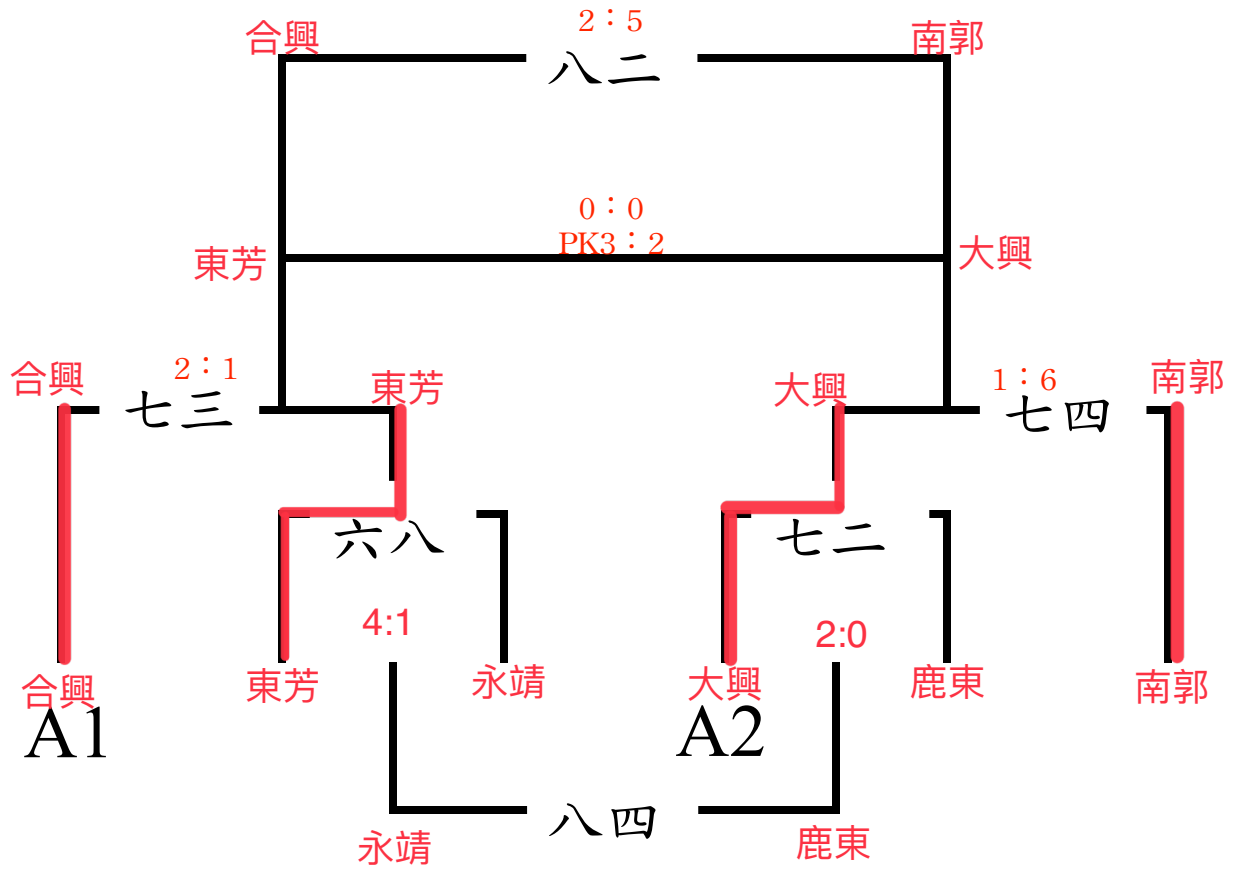 2：5
合興
南郭
八二
0：0
PK3：2
東芳
大興
2：1
1：6
合興
東芳
大興
南郭
七三
七四
六八
七二
4:1
2:0
合興
東芳
永靖
大興
鹿東
南郭
A1
A2
八四
永靖
鹿東